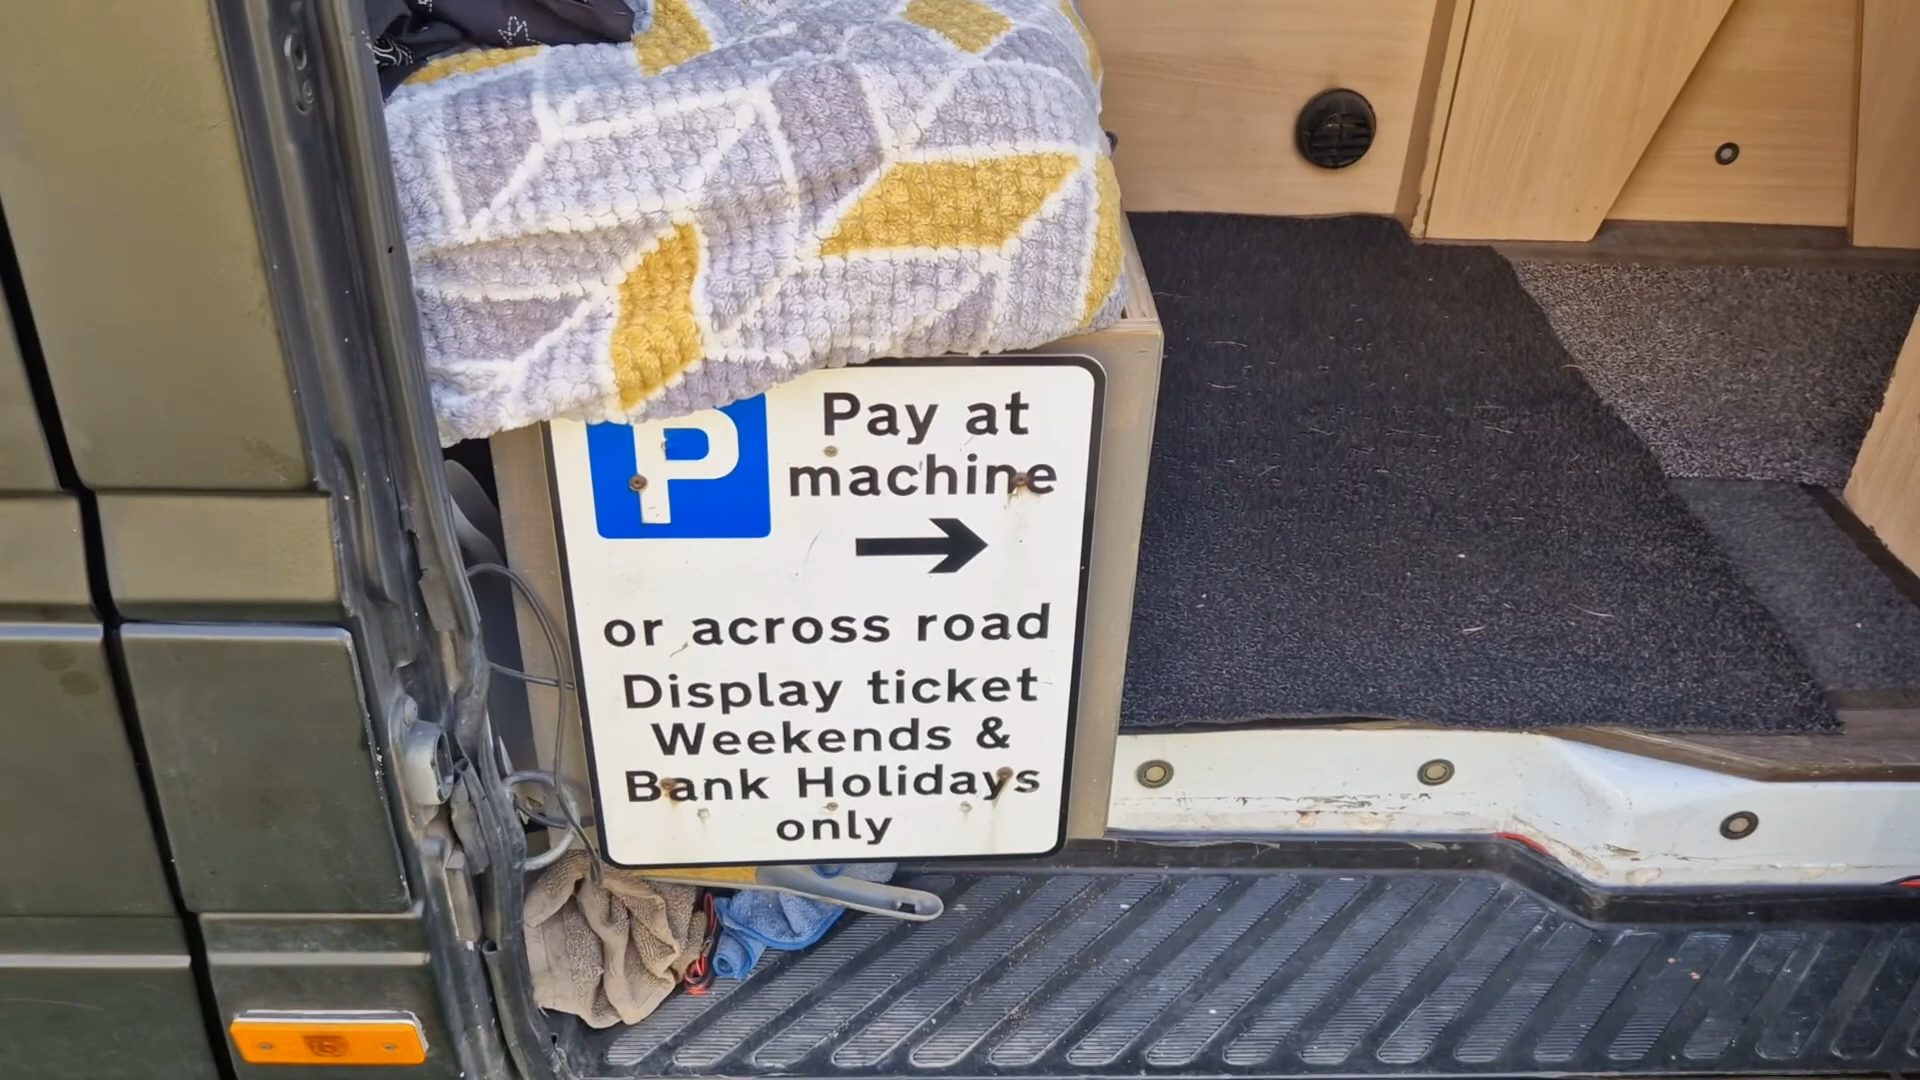 P
Pay at
machine
or across road
Display ticket
Weekends &
Bank Holidays
only